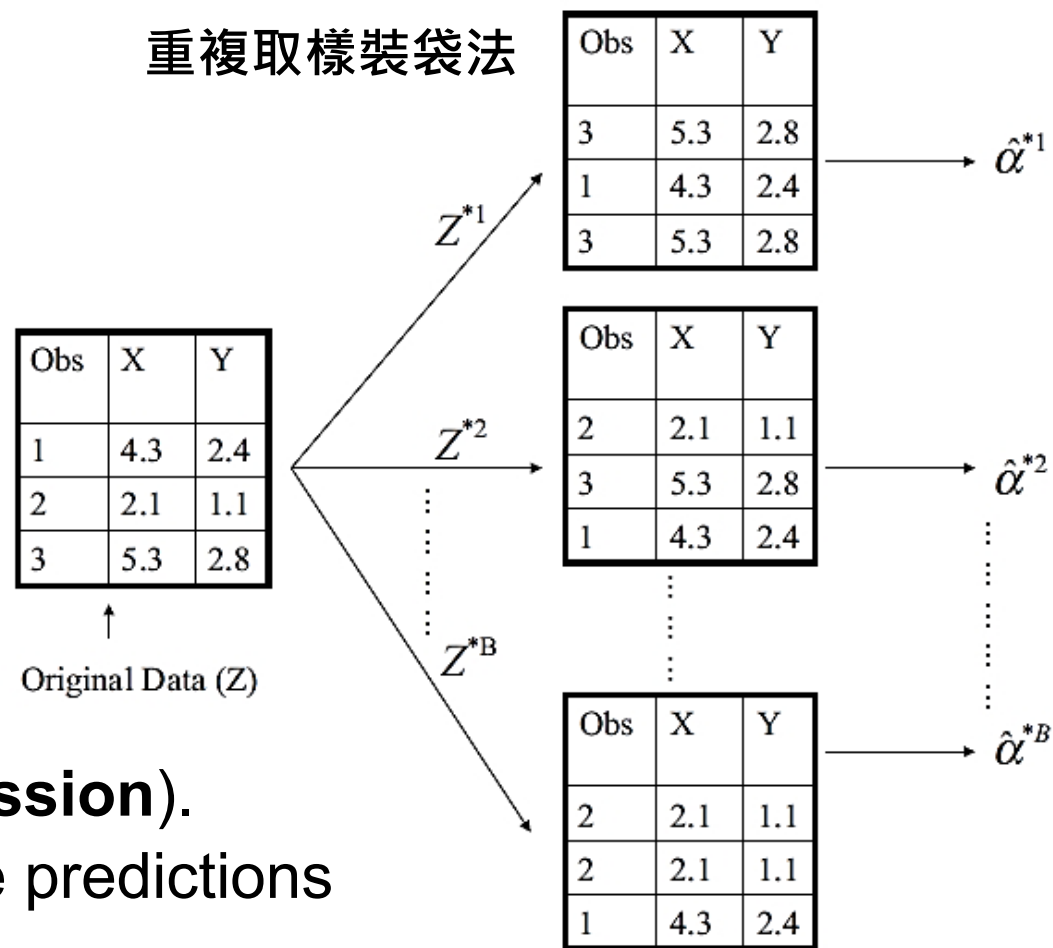 重複取樣裝袋法
Obs X Y
3 5.3 2.8
1 4.3 2.4
3 5.3 2.8
α̂*1
Z*1
Obs X Y
1 4.3 2.4
2 2.1 1.1
3 5.3 2.8
Original Data (Z)
Z*2
Obs X Y
2 2.1 1.1
3 5.3 2.8
1 4.3 2.4
α̂*2
Z*B
Obs X Y
2 2.1 1.1
2 2.1 1.1
1 4.3 2.4
α̂*B
ssion).
e predictions